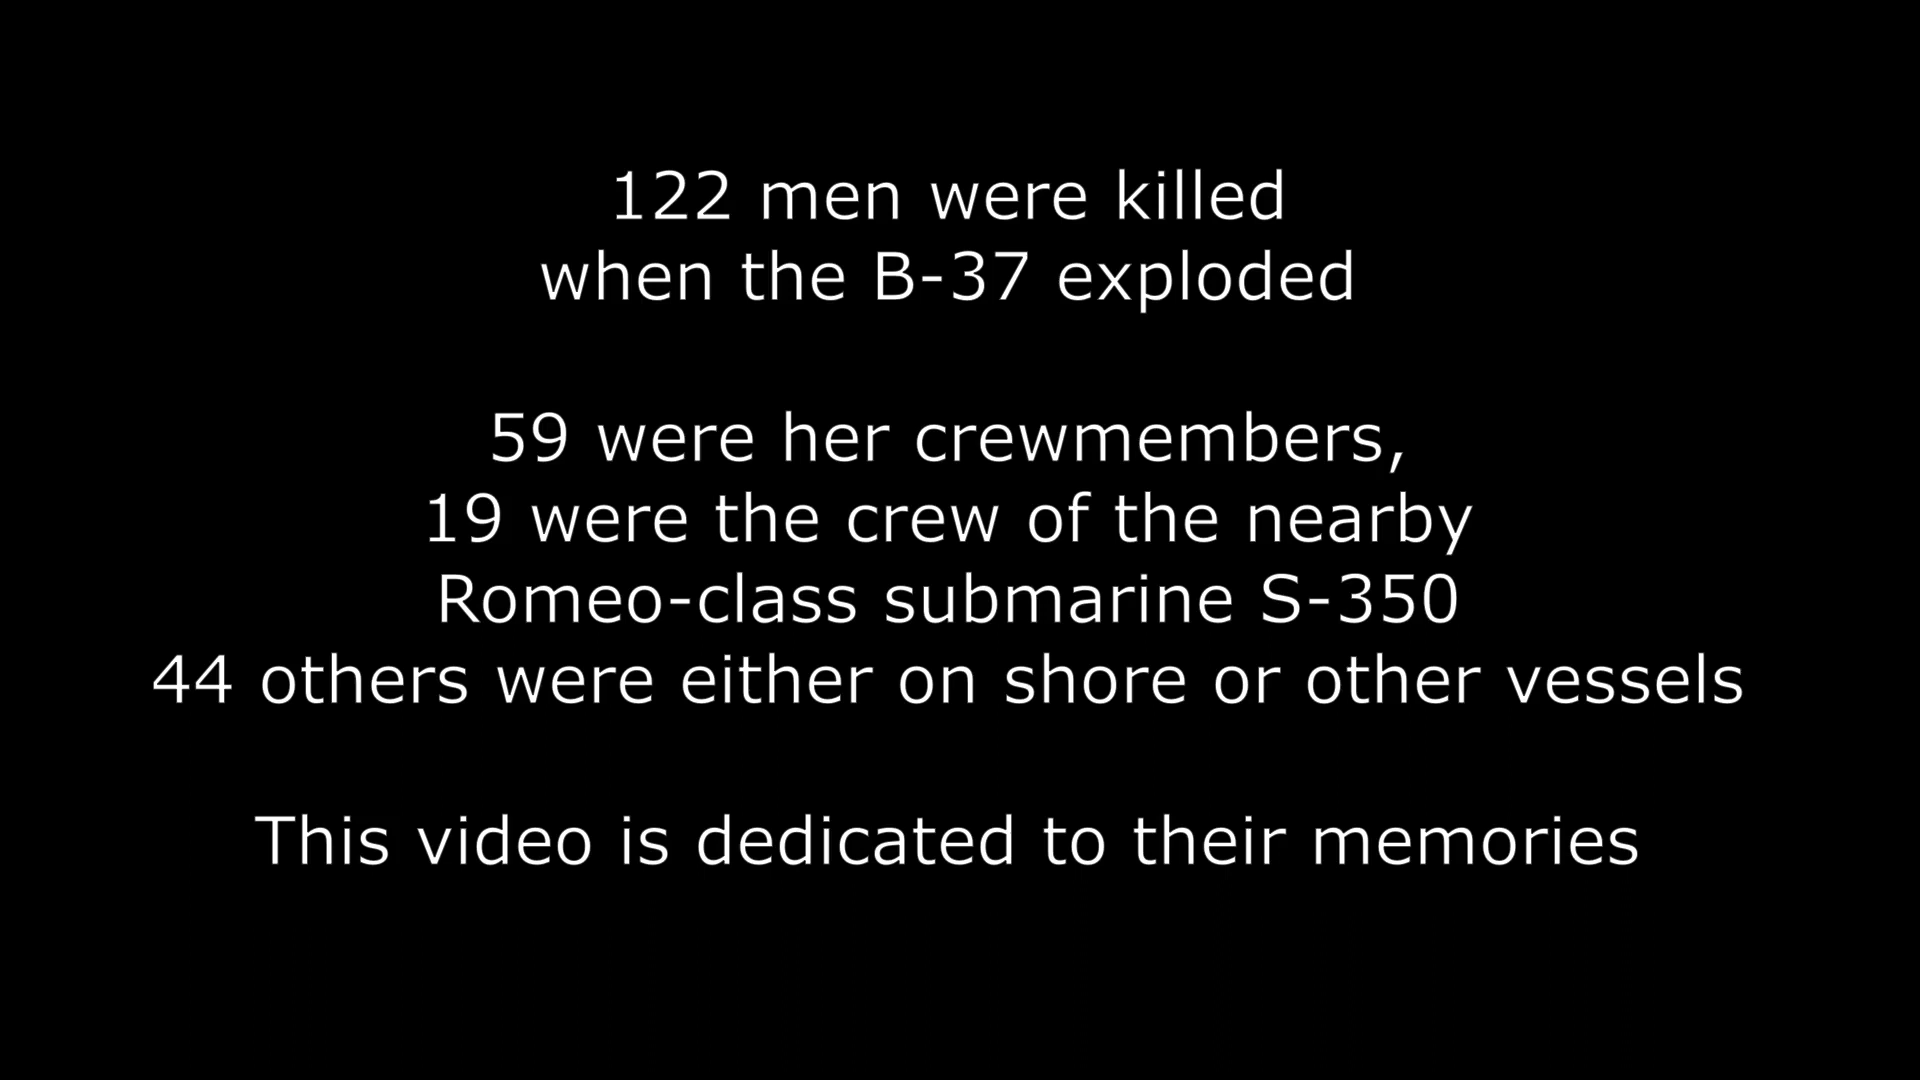 122 men were killed
when the B-37 exploded
59 were her crewmembers,
19 were the crew of the nearby
Romeo-class submarine S-350
44 others were either on shore or other vessels
This video is dedicated to their memories